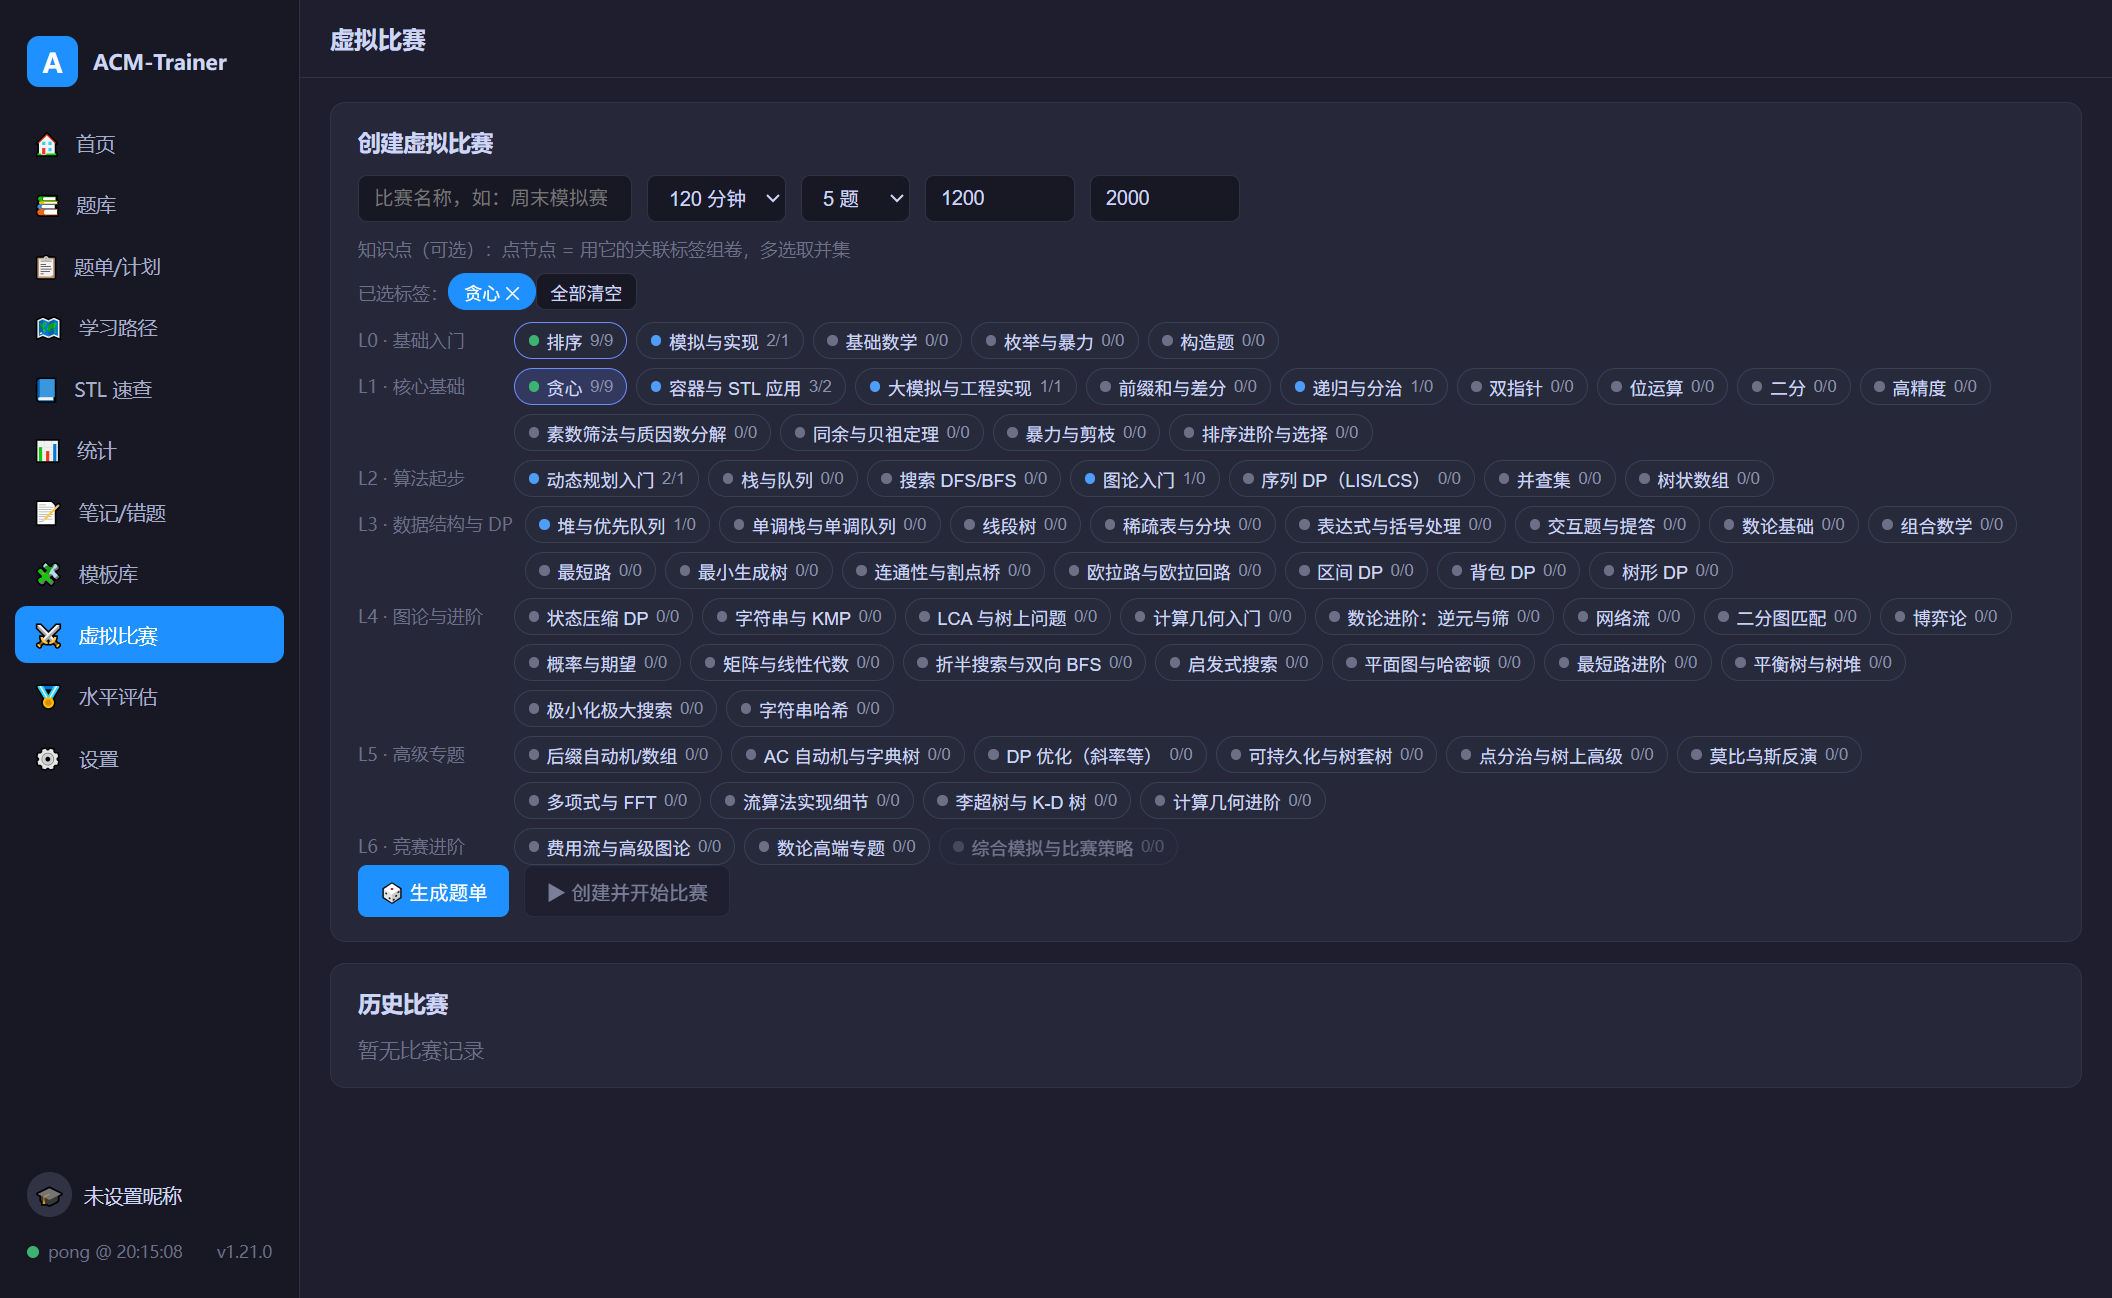 A ACM-Trainer
首页
题库
题单/计划
学习路径
STL 速查
统计
笔记/错题
模板库
虚拟比赛
水平评估
设置
未设置昵称
pong @ 20:15:08 v1.21.0
虚拟比赛
创建虚拟比赛
比赛名称，如：周末模拟赛 120 分钟 5 题 1200 2000
知识点（可选）：点节点 = 用它的关联标签组卷，多选取并集
已选标签： 贪心 × 全部清空
L0 · 基础入门 排序 9/9 模拟与实现 2/1 基础数学 0/0 枚举与暴力 0/0 构造题 0/0
L1 · 核心基础 贪心 9/9 容器与 STL 应用 3/2 大模拟与工程实现 1/1 前缀和与差分 0/0 递归与分治 1/0 双指针 0/0 位运算 0/0 二分 0/0 高精度 0/0
素数筛法与质因数分解 0/0 同余与贝祖定理 0/0 暴力与剪枝 0/0 排序进阶与选择 0/0
L2 · 算法起步 动态规划入门 2/1 栈与队列 0/0 搜索 DFS/BFS 0/0 图论入门 1/0 序列 DP（LIS/LCS） 0/0 并查集 0/0 树状数组 0/0
L3 · 数据结构与 DP 堆与优先队列 1/0 单调栈与单调队列 0/0 线段树 0/0 稀疏表与分块 0/0 表达式与括号处理 0/0 交互题与提答 0/0 数论基础 0/0 组合数学 0/0
最短路 0/0 最小生成树 0/0 连通性与割点桥 0/0 欧拉路与欧拉回路 0/0 区间 DP 0/0 背包 DP 0/0 树形 DP 0/0
L4 · 图论与进阶 状态压缩 DP 0/0 字符串与 KMP 0/0 LCA 与树上问题 0/0 计算几何入门 0/0 数论进阶：逆元与筛 0/0 网络流 0/0 二分图匹配 0/0 博弈论 0/0
概率与期望 0/0 矩阵与线性代数 0/0 折半搜索与双向 BFS 0/0 启发式搜索 0/0 平面图与哈密顿 0/0 最短路进阶 0/0 平衡树与树堆 0/0
极小化极大搜索 0/0 字符串哈希 0/0
L5 · 高级专题 后缀自动机/数组 0/0 AC 自动机与字典树 0/0 DP 优化（斜率等） 0/0 可持久化与树套树 0/0 点分治与树上高级 0/0 莫比乌斯反演 0/0
多项式与 FFT 0/0 流算法实现细节 0/0 李超树与 K-D 树 0/0 计算几何进阶 0/0
L6 · 竞赛进阶 费用流与高级图论 0/0 数论高端专题 0/0 综合模拟与比赛策略 0/0
生成题单 ▶ 创建并开始比赛
历史比赛
暂无比赛记录